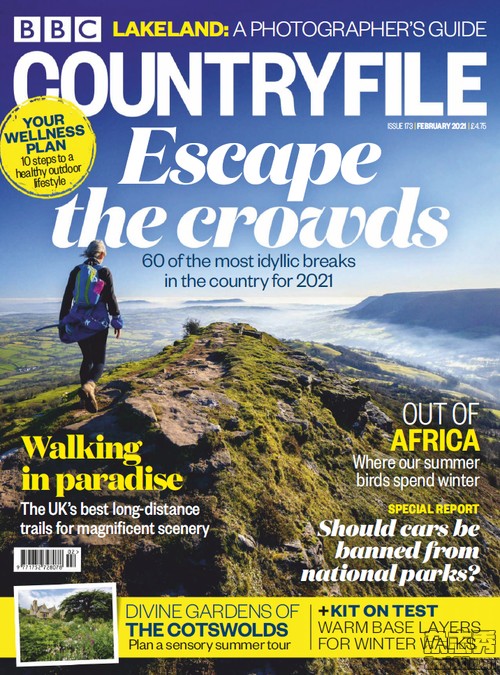 BBC
LAKELAND: A PHOTOGRAPHER'S GUIDE
COUNTRYFILE
ISSUE 173 | FEBRUARY 2021 | £4.75
YOUR
WELLNESS
PLAN
10 steps to a
healthy outdoor
lifestyle
Escape
the crowds
60 of the most idyllic breaks
in the country for 2021
Walking
in paradise
The UK's best long-distance
trails for magnificent scenery
OUT OF
AFRICA
Where our summer
birds spend winter
SPECIAL REPORT
Should cars be
banned from
national parks?
DIVINE GARDENS OF
THE COTSWOLDS
Plan a sensory summer tour
+KIT ON TEST
WARM BASE LAYERS
FOR WINTER WALKS